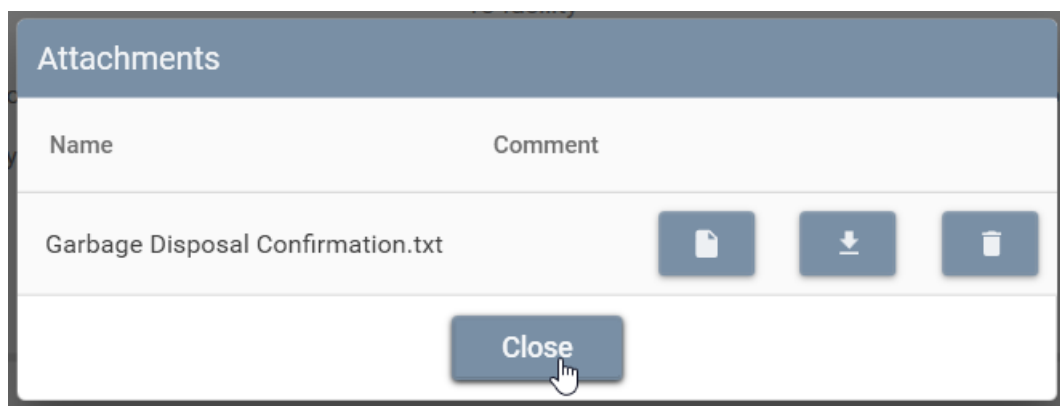 Attachments
Name Comment
Garbage Disposal Confirmation.txt
Close